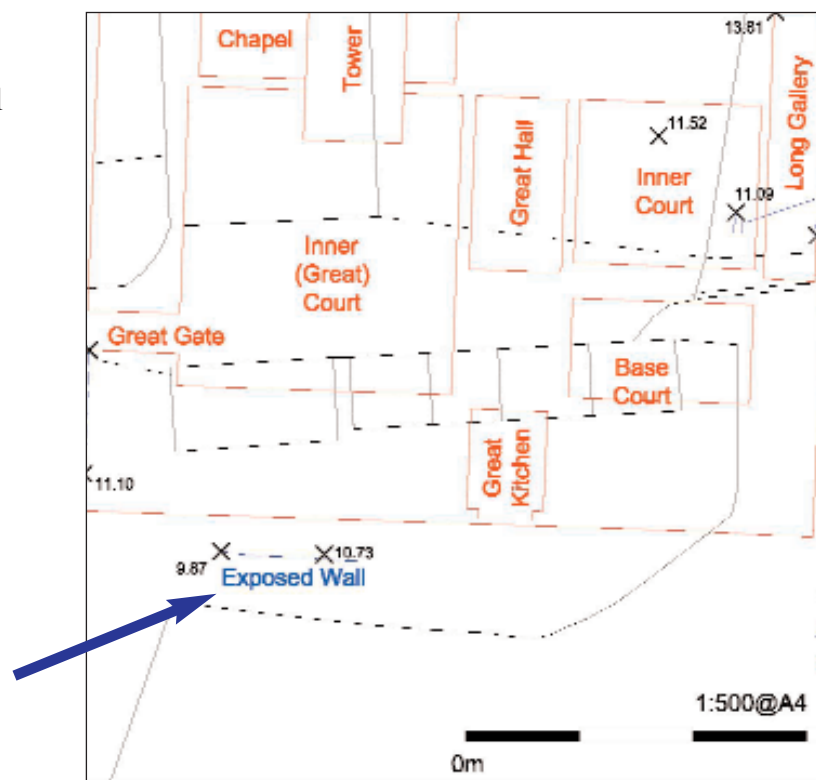 13.81
Chapel
Tower
Long Gallery
11.52
Great Hall
Inner
Court
11.09
Inner
(Great)
Court
Great Gate
Base
Court
Great
Kitchen
11.10
9.87
10.73
Exposed Wall
1:500@A4
0m